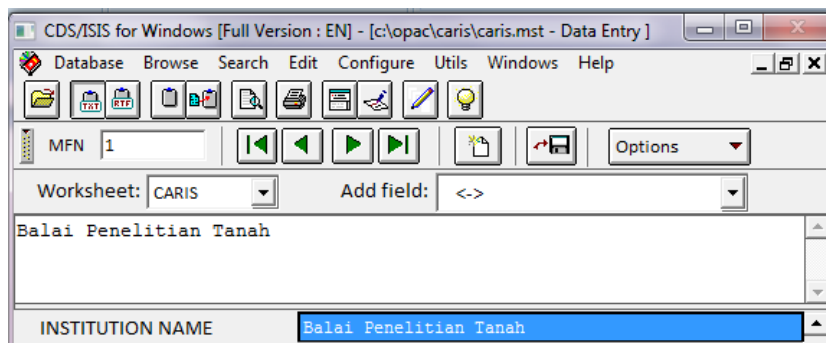 CDS/ISIS for Windows [Full Version : EN] - [c:\opac\caris\caris.mst - Data Entry ]
Database Browse Search Edit Configure Utils Windows Help
TXT RTF
MFN 1 Options
Worksheet: CARIS Add field: <->
Balai Penelitian Tanah
INSTITUTION NAME Balai Penelitian Tanah